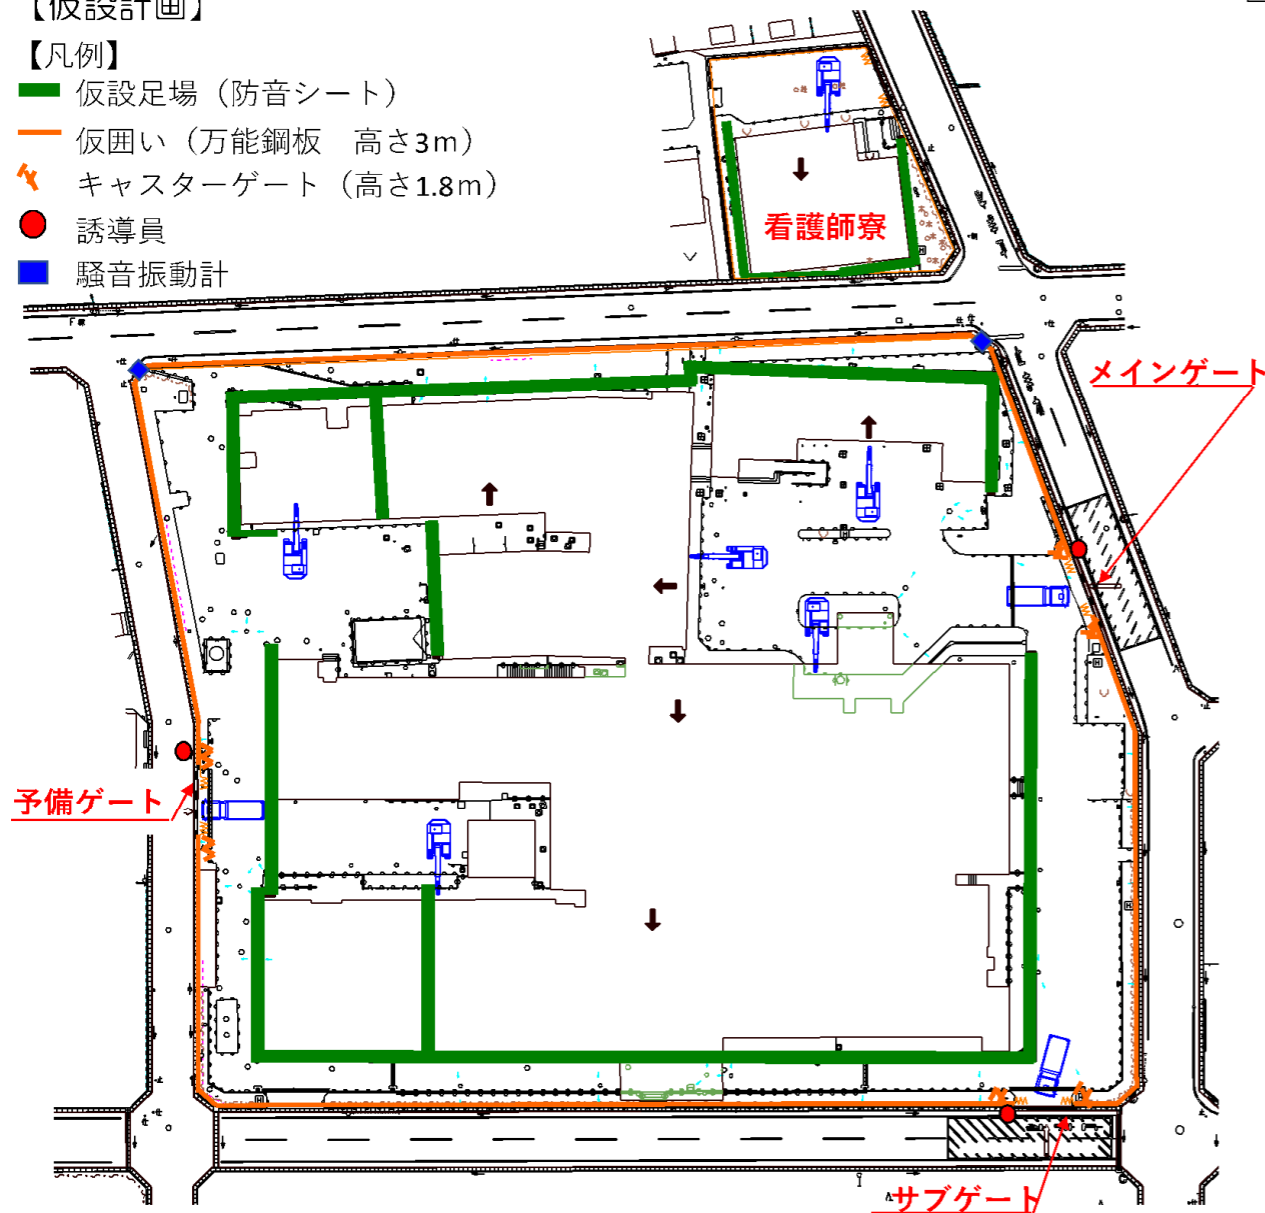 【仮設計画】
【凡例】
仮設足場（防音シート）
仮囲い（万能鋼板　高さ3ｍ）
キャスターゲート（高さ1.8ｍ）
誘導員
騒音振動計
看護師寮
メインゲート
予備ゲート
サブゲート